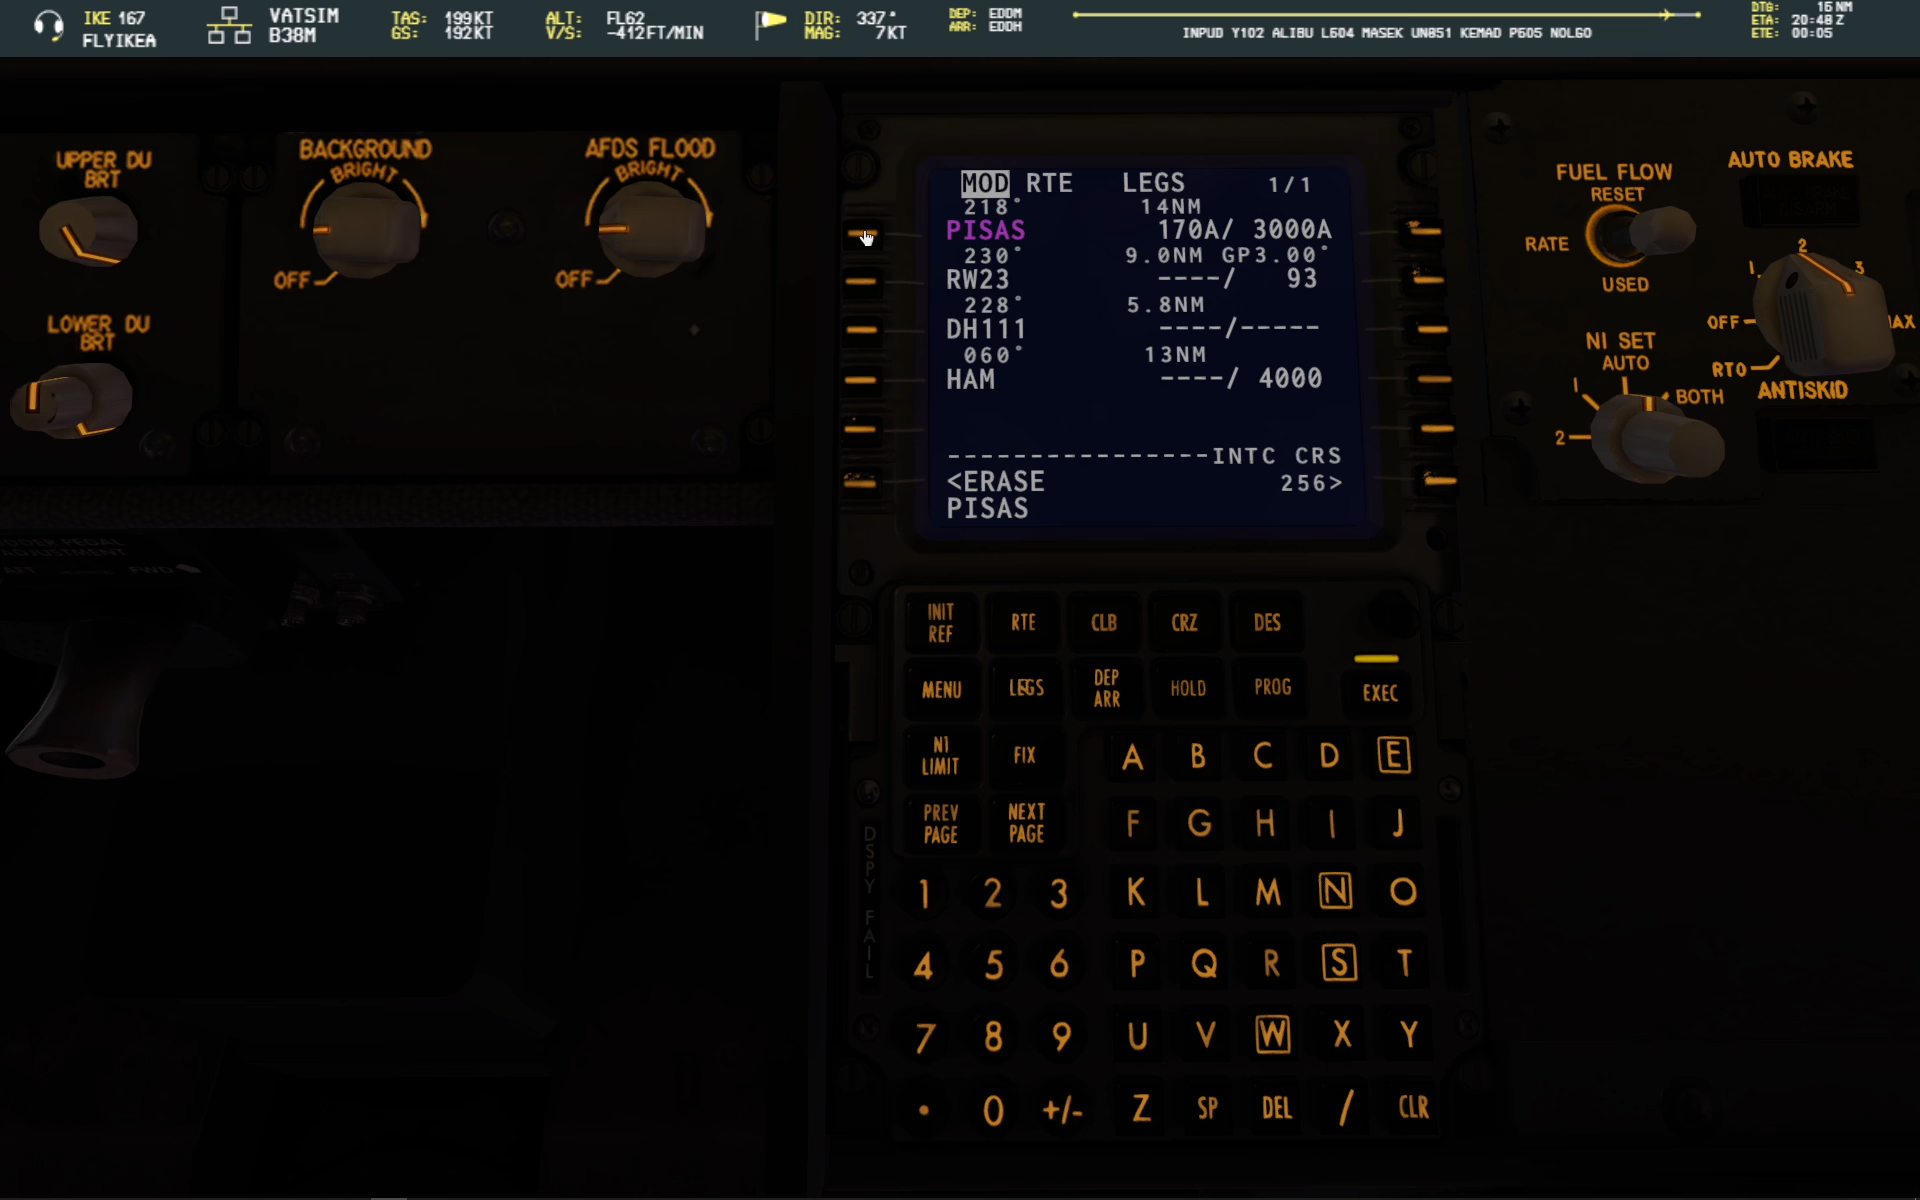 IKE 167
FLYIKEA
VATSIM
B38M
TAS: 199KT
GS: 192KT
ALT: FL62
V/S: -412FT/MIN
DIR: 337°
MAG: 7KT
DEP: EDDM
ARR: EDDH
INPUD Y102 ALIBU L604 MASEK UN851 KEMAD P605 NOLGO
DTG: 16NM
ETA: 20:48Z
ETE: 00:05
UPPER DU
BRT
BACKGROUND
BRIGHT
OFF
AFDS FLOOD
BRIGHT
OFF
LOWER DU
BRT
ADJUSTMENT
FWD
MOD RTE LEGS 1/1
218° 14NM
PISAS 170A/ 3000A
230° 9.0NM GP3.00°
RW23 ----/ 93
228° 5.8NM
DH111 ----/-----
060° 13NM
HAM ----/ 4000
-----------------INTC CRS
<ERASE 256>
PISAS
FUEL FLOW
RESET
RATE
USED
AUTO BRAKE
1
2
3
OFF
RTO
ANTISKID
N1 SET
AUTO
1
2
BOTH
INIT REF
RTE
CLB
CRZ
DES
MENU
LEGS
DEP ARR
HOLD
PROG
EXEC
N1 LIMIT
FIX
PREV PAGE
NEXT PAGE
A B C D E
F G H I J
1 2 3 K L M N O
4 5 6 P Q R S T
7 8 9 U V W X Y
. 0 +/- Z SP DEL / CLR
DSPY FAIL